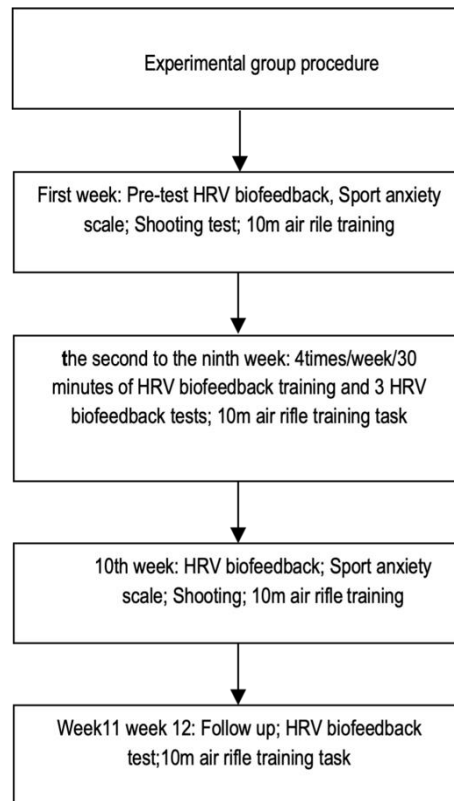 Experimental group procedure
First week: Pre-test HRV biofeedback, Sport anxiety
scale; Shooting test; 10m air rile training
the second to the ninth week: 4times/week/30
minutes of HRV biofeedback training and 3 HRV
biofeedback tests; 10m air rifle training task
10th week: HRV biofeedback; Sport anxiety
scale; Shooting; 10m air rifle training
Week11 week 12: Follow up; HRV biofeedback
test;10m air rifle training task